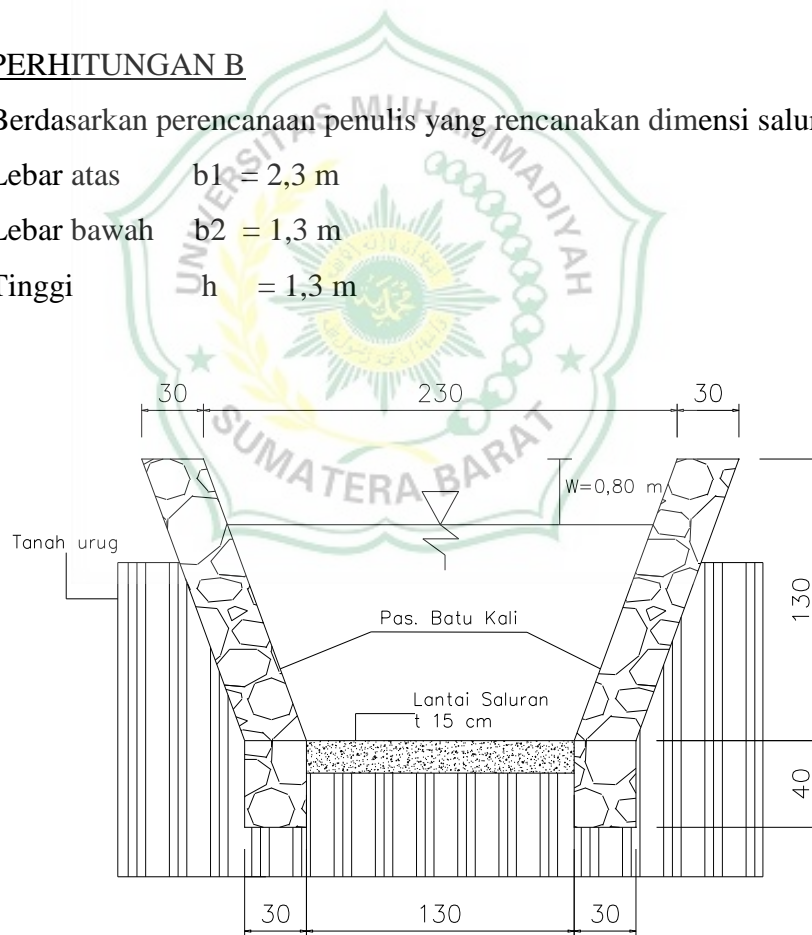 PERHITUNGAN B
Berdasarkan perencanaan penulis yang rencanakan dimensi salur
Lebar atas b1 = 2,3 m
Lebar bawah b2 = 1,3 m
Tinggi h = 1,3 m
UNIVERSITAS MUHAMMADIYAH
SUMATERA BARAT
30 230 30
W=0,80 m
Tanah urug
130
Pas. Batu Kali
Lantai Saluran
t 15 cm
40
30 130 30